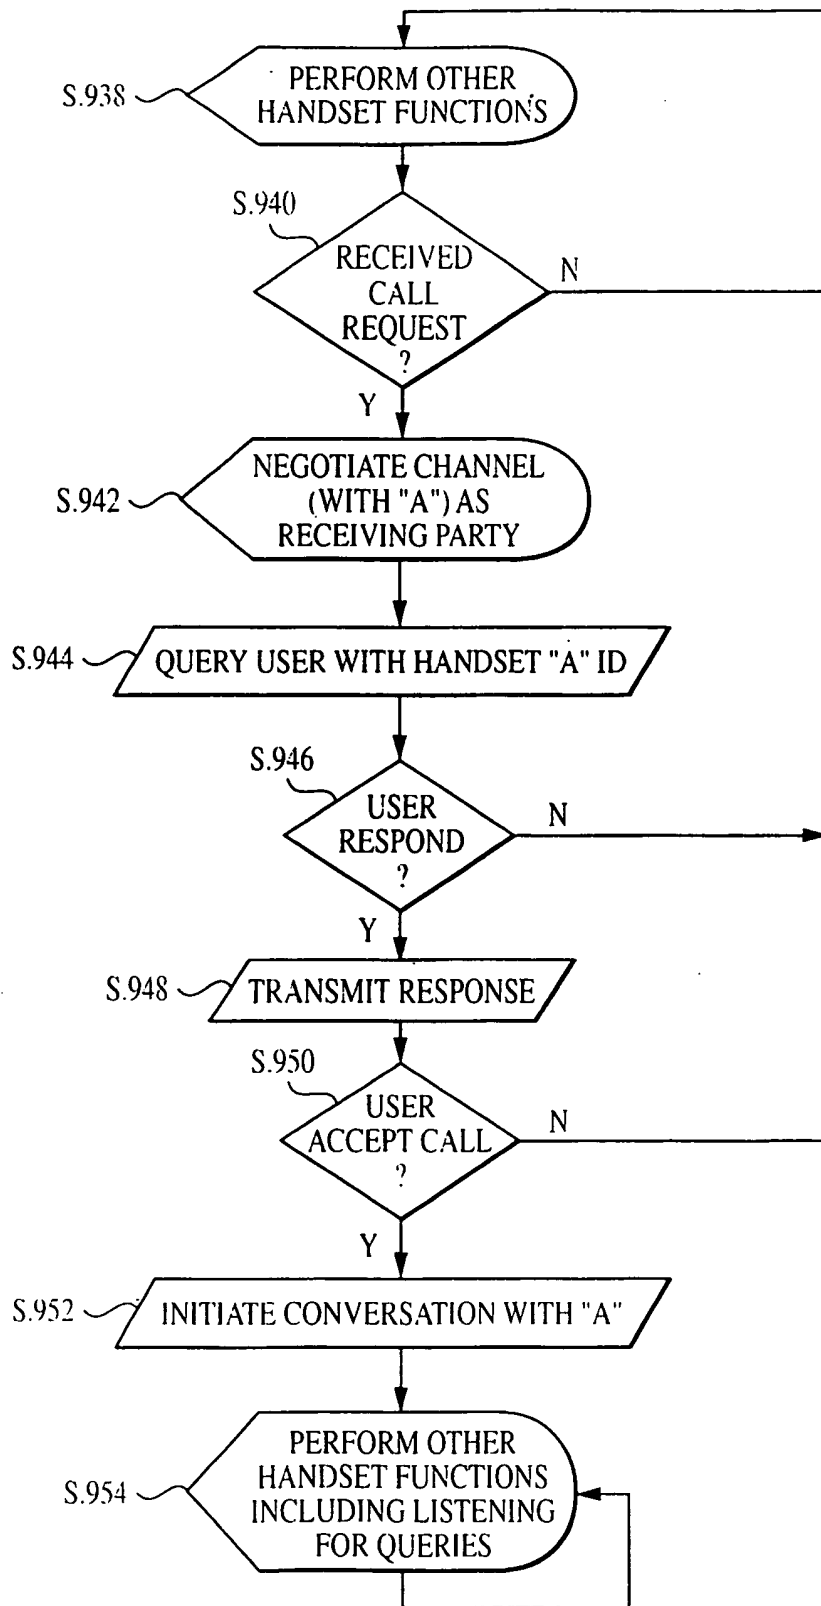 S.938
PERFORM OTHER
HANDSET FUNCTIONS
S.940
RECEIVED
CALL
REQUEST
?
N
Y
S.942
NEGOTIATE CHANNEL
(WITH "A") AS
RECEIVING PARTY
S.944
QUERY USER WITH HANDSET "A" ID
S.946
USER
RESPOND
?
N
Y
S.948
TRANSMIT RESPONSE
S.950
USER
ACCEPT CALL
?
N
Y
S.952
INITIATE CONVERSATION WITH "A"
S.954
PERFORM OTHER
HANDSET FUNCTIONS
INCLUDING LISTENING
FOR QUERIES